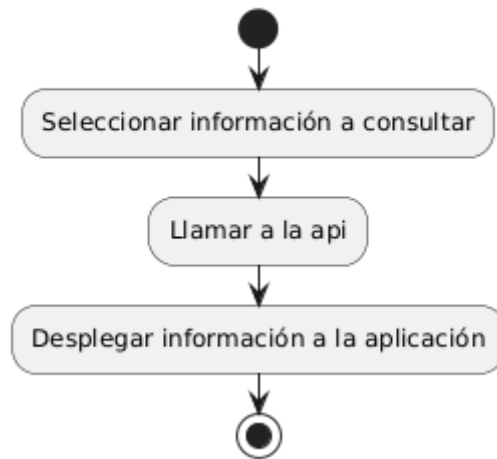 Seleccionar información a consultar
Llamar a la api
Desplegar información a la aplicación